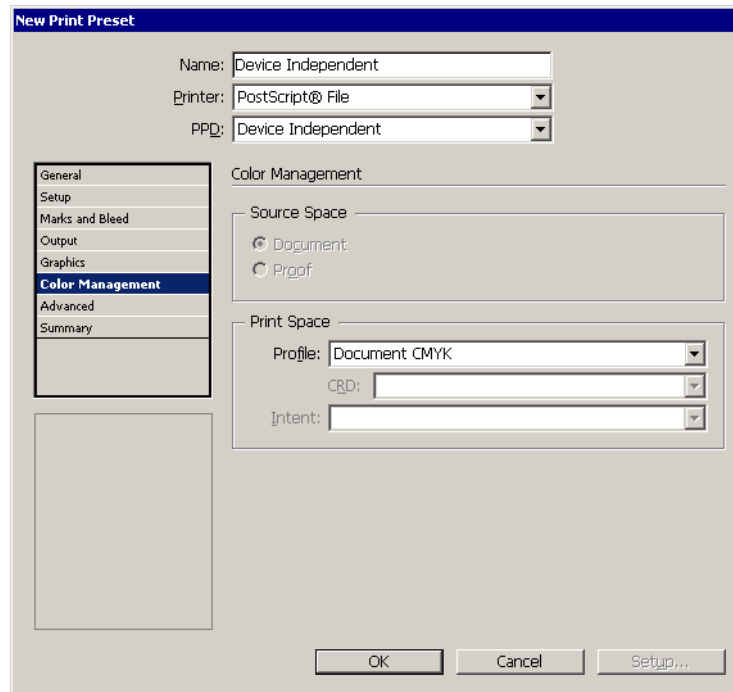 New Print Preset
Name: Device Independent
Printer: PostScript® File
PPD: Device Independent
General
Setup
Marks and Bleed
Output
Graphics
Color Management
Advanced
Summary
Color Management
Source Space
Document
Proof
Print Space
Profile: Document CMYK
CRD:
Intent:
OK Cancel Setup...